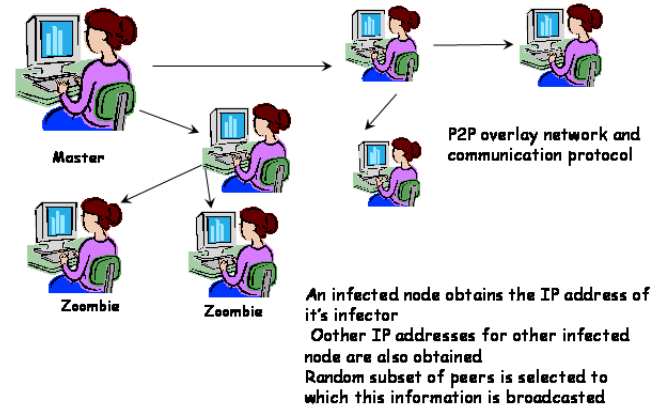 P2P overlay network and
communication protocol
Master
Zoombie
Zoombie
An infected node obtains the IP address of
it's infector
Oother IP addresses for other infected
node are also obtained
Random subset of peers is selected to
which this information is broadcasted